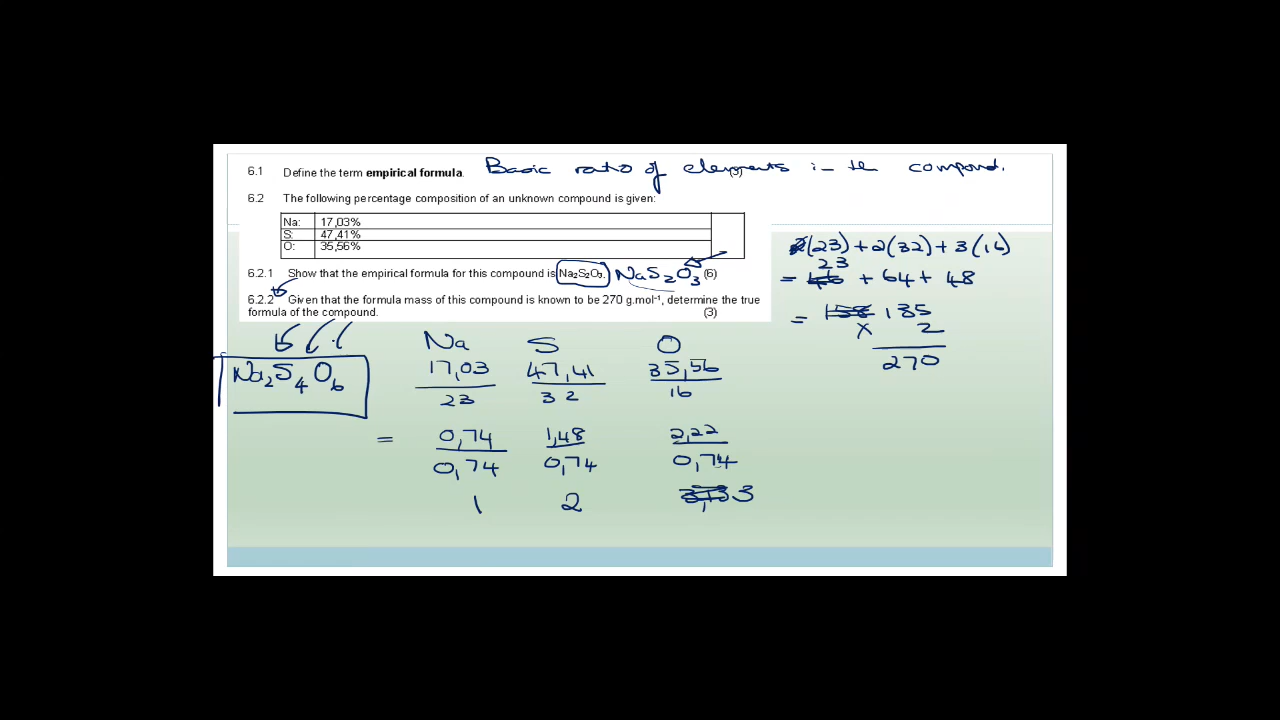 6.1 Define the term empirical formula. (3) Basic ratio of elements in the compound.
6.2 The following percentage composition of an unknown compound is given:
Na: 17,03%
S: 47,41%
O: 35,56%
6.2.1 Show that the empirical formula for this compound is Na₂S₂O₃. NaS₂O₃ (6)
6.2.2 Given that the formula mass of this compound is known to be 270 g.mol⁻¹, determine the true
formula of the compound. (3)
2(23) + 2(32) + 3(16)
23
= 146 + 64 + 48
= 158 135
x 2
270
Na₂S₄O₆
Na S O
17,03 47,41 35,56
23 32 16
= 0,74 1,48 2,22
0,74 0,74 0,74
1 2 3